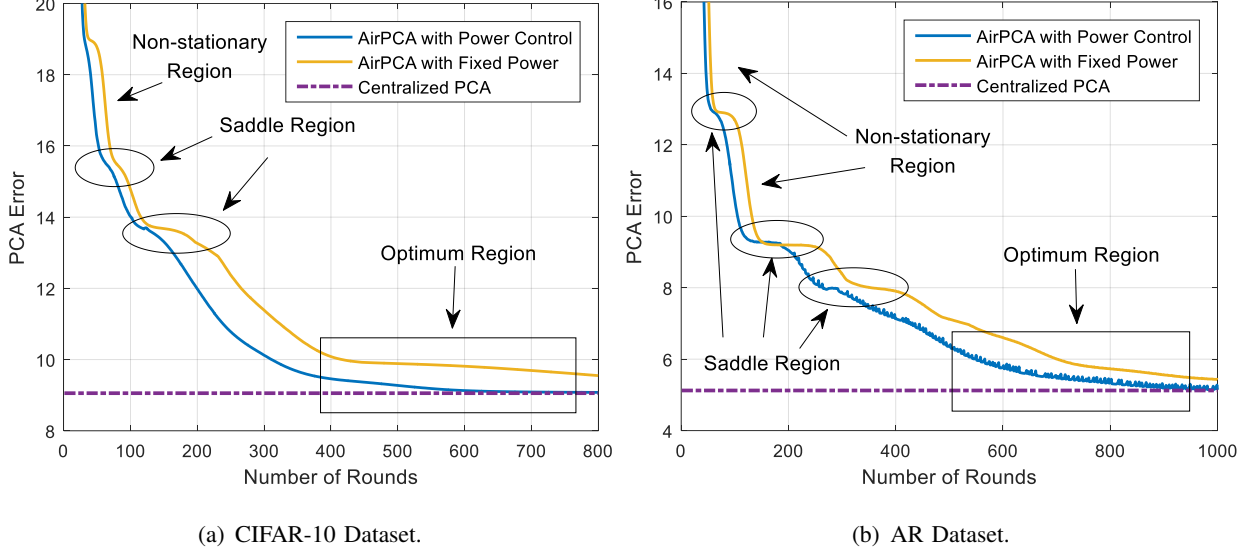 20
18
16
14
12
10
8
0
100
200
300
400
500
600
700
800
PCA Error
Number of Rounds
AirPCA with Power Control
AirPCA with Fixed Power
Centralized PCA
Non-stationary
Region
Saddle Region
Optimum Region
(a) CIFAR-10 Dataset.
16
14
12
10
8
6
4
0
200
400
600
800
1000
PCA Error
Number of Rounds
AirPCA with Power Control
AirPCA with Fixed Power
Centralized PCA
Non-stationary
Region
Optimum Region
Saddle Region
(b) AR Dataset.